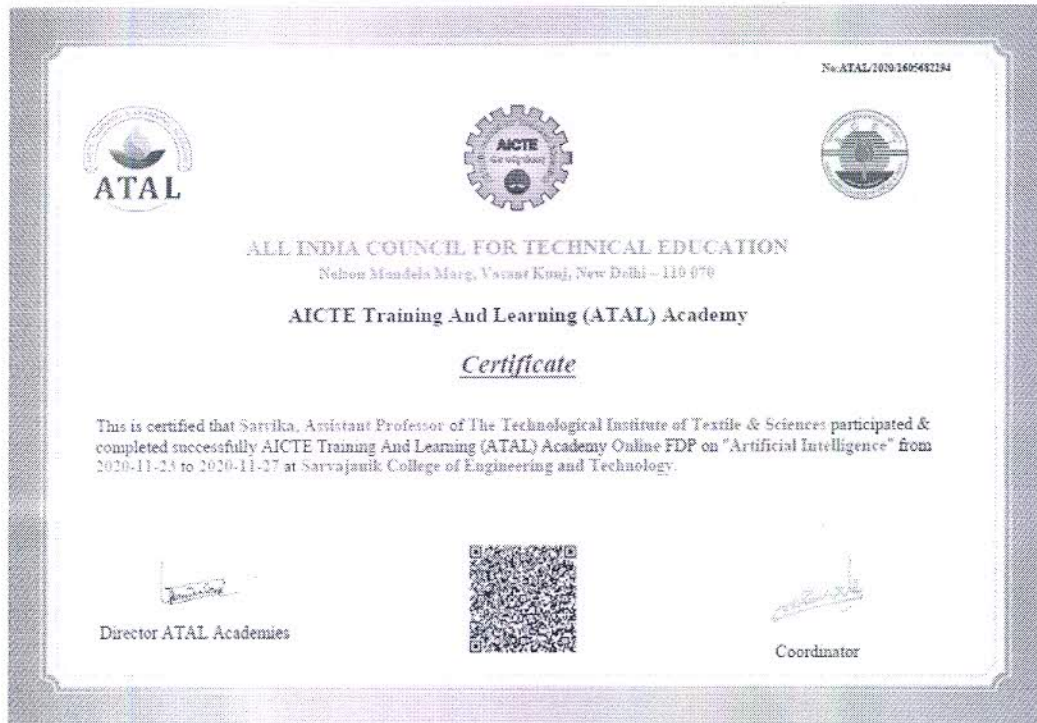 No:ATAL/2020/1605682294
ATAL
AICTE
ALL INDIA COUNCIL FOR TECHNICAL EDUCATION
Nelson Mandela Marg, Vasant Kunj, New Delhi – 110 070
AICTE Training And Learning (ATAL) Academy
Certificate
This is certified that Sarvika, Assistant Professor of The Technological Institute of Textile & Sciences participated &
completed successfully AICTE Training And Learning (ATAL) Academy Online FDP on "Artificial Intelligence" from
2020-11-23 to 2020-11-27 at Sarvajanik College of Engineering and Technology.
Director ATAL Academies
Coordinator